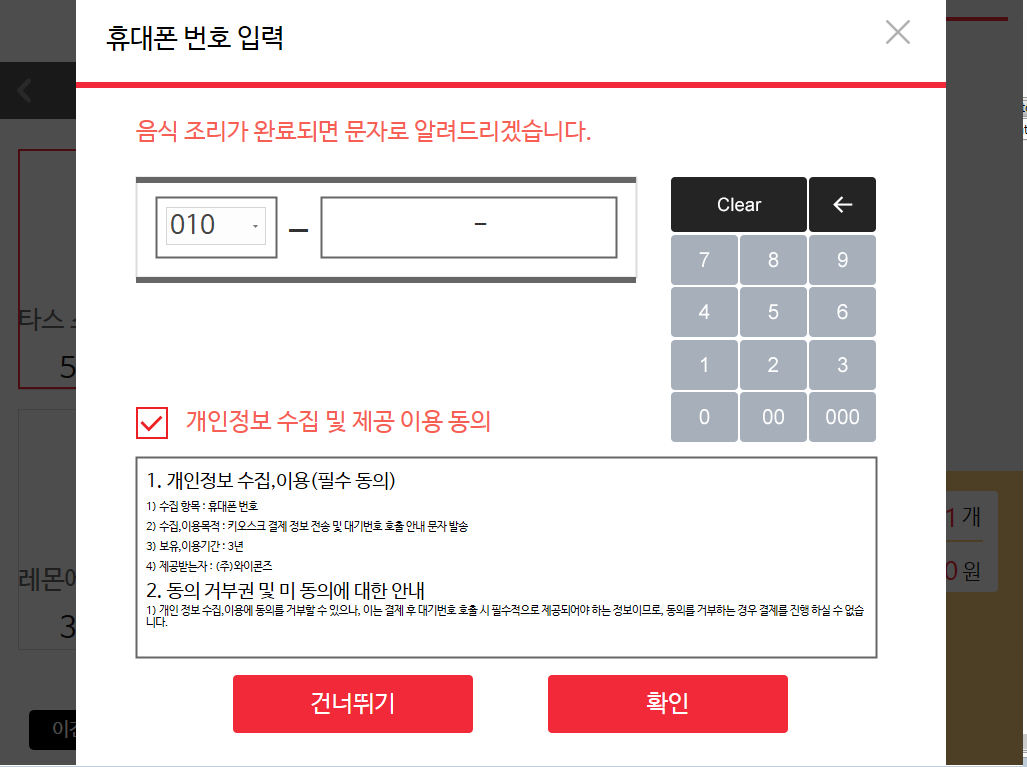 휴대폰 번호 입력
음식 조리가 완료되면 문자로 알려드리겠습니다.
010 – –
Clear ←
7 8 9
4 5 6
1 2 3
0 00 000
개인정보 수집 및 제공 이용 동의
1. 개인정보 수집,이용(필수 동의)
1) 수집 항목 : 휴대폰 번호
2) 수집,이용목적 : 키오스크 결제 정보 전송 및 대기번호 호출 안내 문자 발송
3) 보유,이용기간 : 3년
4) 제공받는자 : (주)와이콘즈
2. 동의 거부권 및 미 동의에 대한 안내
1) 개인 정보 수집,이용에 동의를 거부할 수 있으나, 이는 결제 후 대기번호 호출 시 필수적으로 제공되어야 하는 정보이므로, 동의를 거부하는 경우 결제를 진행 하실 수 없습
니다.
건너뛰기 확인
타스
5
레몬
3
이전
1 개
0 원